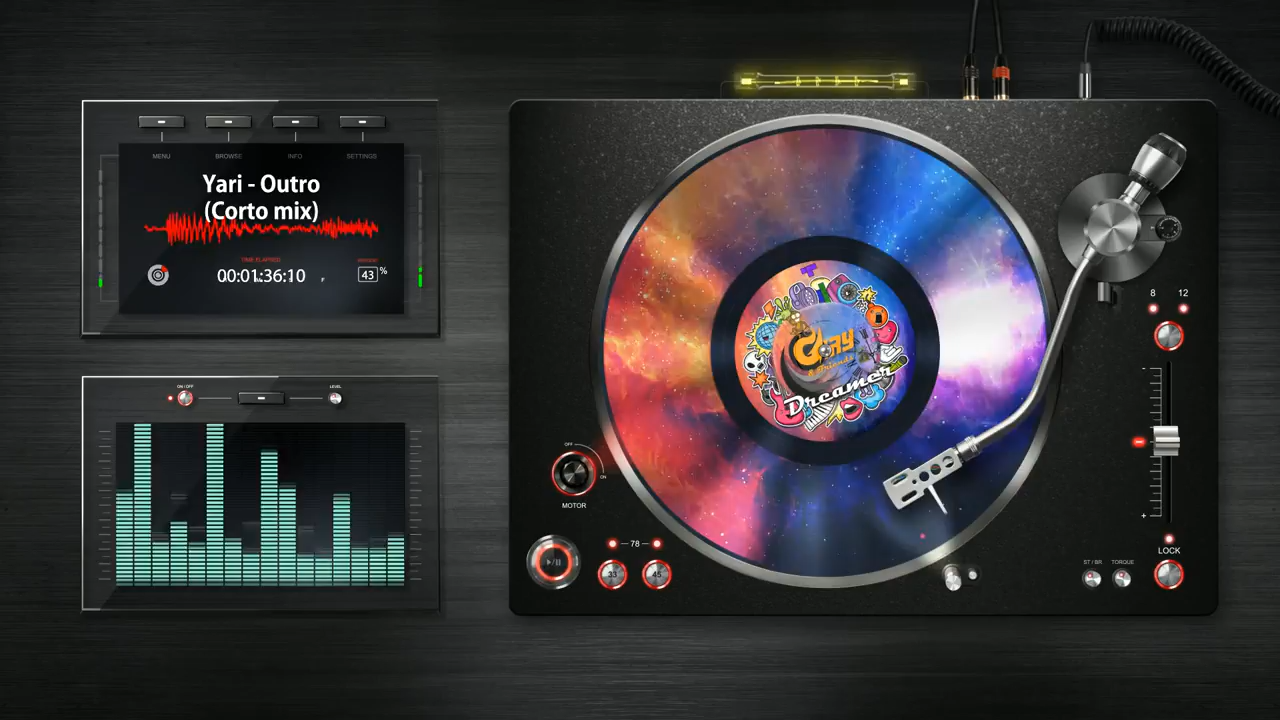 MENU BROWSE INFO SETTINGS
Yari - Outro
(Corto mix)
TIME ELAPSED
00:01:36:10 F
43 %
ON / OFF
LEVEL
Dreamer
& friends
OFF
ON
MOTOR
78
33 45
8 12
-
+
LOCK
ST / BR TORQUE